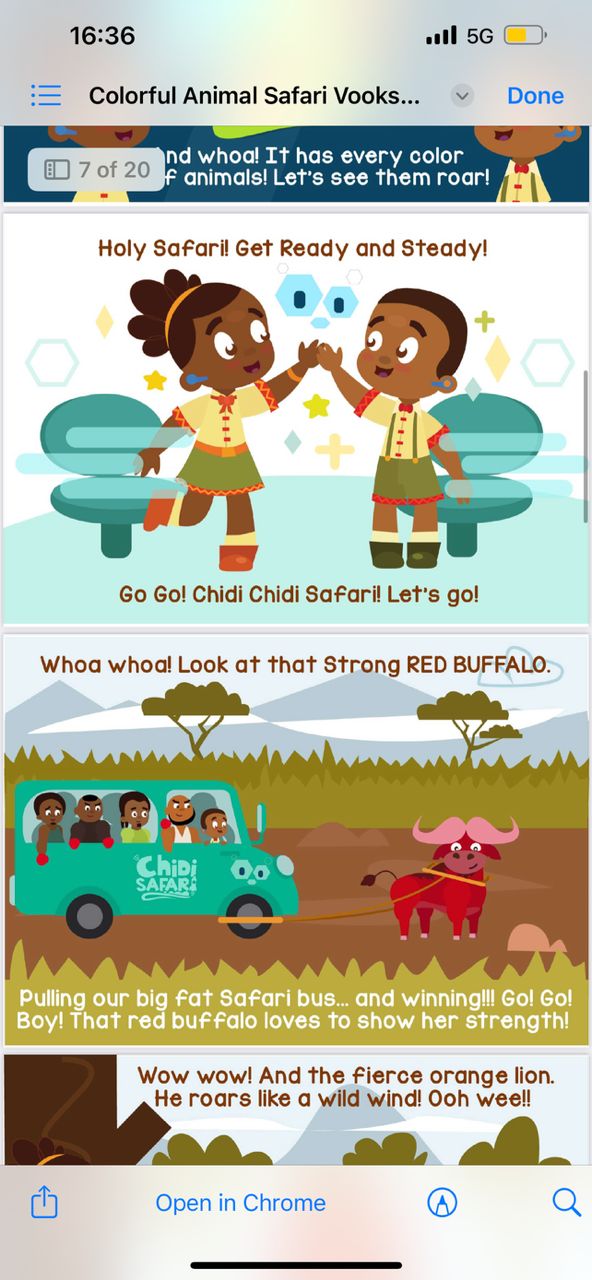 16:36
5G
Colorful Animal Safari Vooks...
Done
7 of 20
nd whoa! It has every color
f animals! Let's see them roar!
Holy Safari! Get Ready and Steady!
Go Go! Chidi Chidi Safari! Let's go!
Whoa whoa! Look at that Strong RED BUFFALO.
Chidi
SAFARI
Pulling our big fat Safari bus... and winning!!! Go! Go!
Boy! That red buffalo loves to show her strength!
Wow wow! And the fierce orange lion.
He roars like a wild wind! Ooh wee!!
Open in Chrome